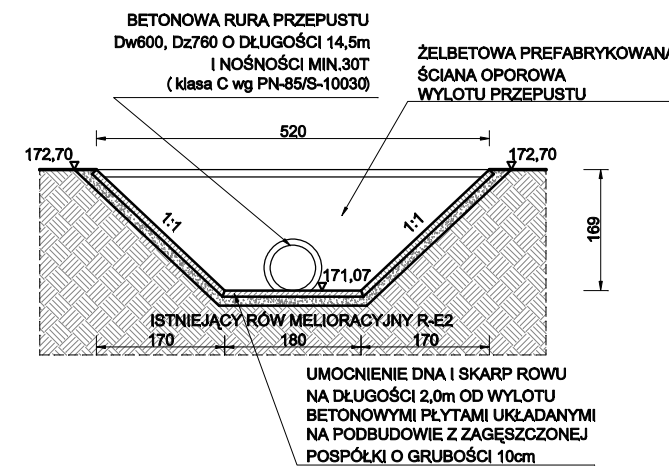 BETONOWA RURA PRZEPUSTU
Dw600, Dz760 O DŁUGOŚCI 14,5m
I NOŚNOŚCI MIN.30T
( klasa C wg PN-85/S-10030)
ŻELBETOWA PREFABRYKOWANA
ŚCIANA OPOROWA
WYLOTU PRZEPUSTU
520
172,70
172,70
1:1
1:1
169
171,07
ISTNIEJĄCY RÓW MELIORACYJNY R-E2
170
180
170
UMOCNIENIE DNA I SKARP ROWU
NA DŁUGOŚCI 2,0m OD WYLOTU
BETONOWYMI PŁYTAMI UKŁADANYMI
NA PODBUDOWIE Z ZAGĘSZCZONEJ
POSPÓŁKI O GRUBOŚCI 10cm